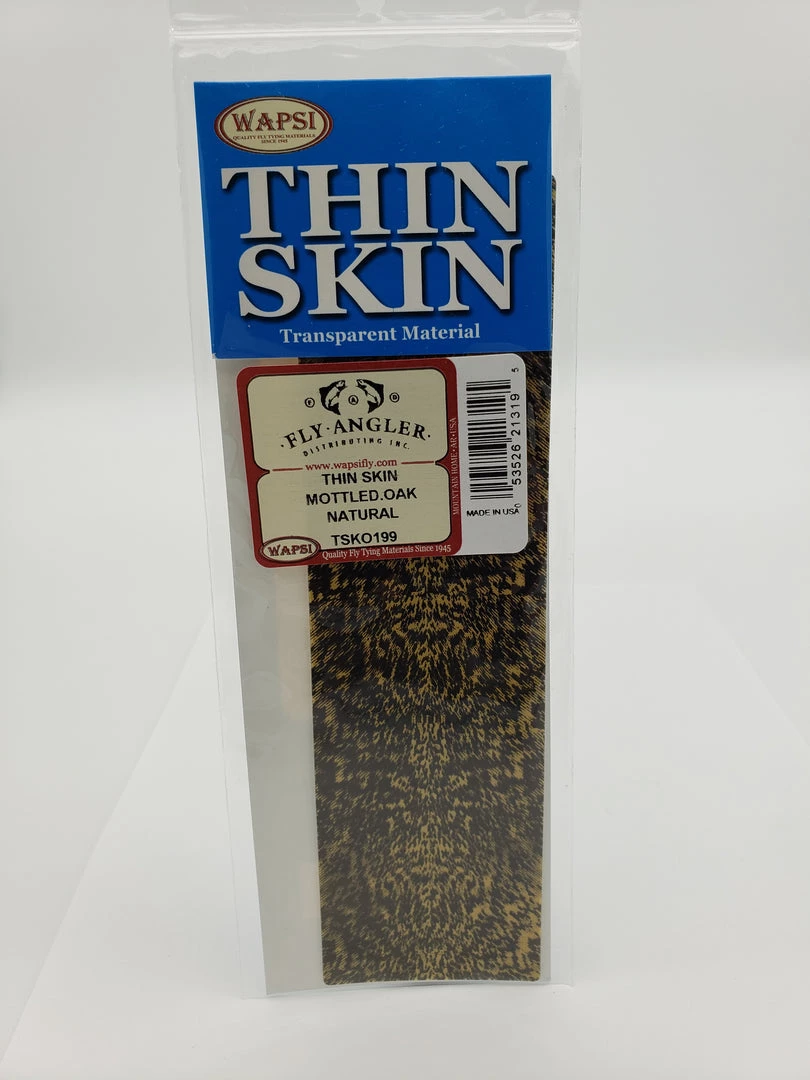 WAPSI
QUALITY FLY TYING MATERIALS
SINCE 1945
THIN
SKIN
Transparent Material
F A D
·FLY·ANGLER·
DISTRIBUTING INC.
www.wapsifly.com
THIN SKIN
MOTTLED.OAK
NATURAL
TSKO199
WAPSI
Quality Fly Tying Materials Since 1945
MOUNTAIN HOME·AR·USA
0 53526 21319 5
MADE IN USA